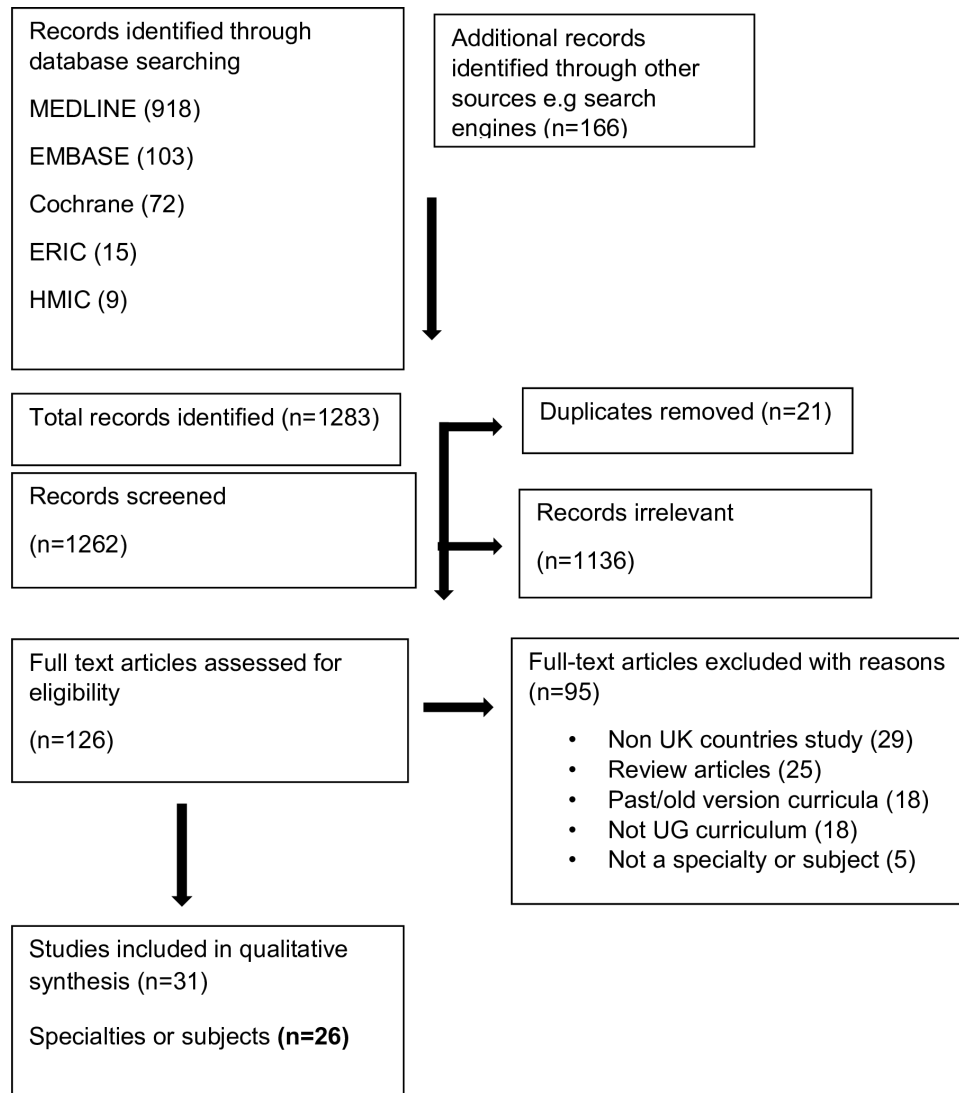 Records identified through
database searching
MEDLINE (918)
EMBASE (103)
Cochrane (72)
ERIC (15)
HMIC (9)
Additional records
identified through other
sources e.g search
engines (n=166)
Total records identified (n=1283)
Duplicates removed (n=21)
Records screened
(n=1262)
Records irrelevant
(n=1136)
Full text articles assessed for
eligibility
(n=126)
Full-text articles excluded with reasons
(n=95)
• Non UK countries study (29)
• Review articles (25)
• Past/old version curricula (18)
• Not UG curriculum (18)
• Not a specialty or subject (5)
Studies included in qualitative
synthesis (n=31)
Specialties or subjects (n=26)